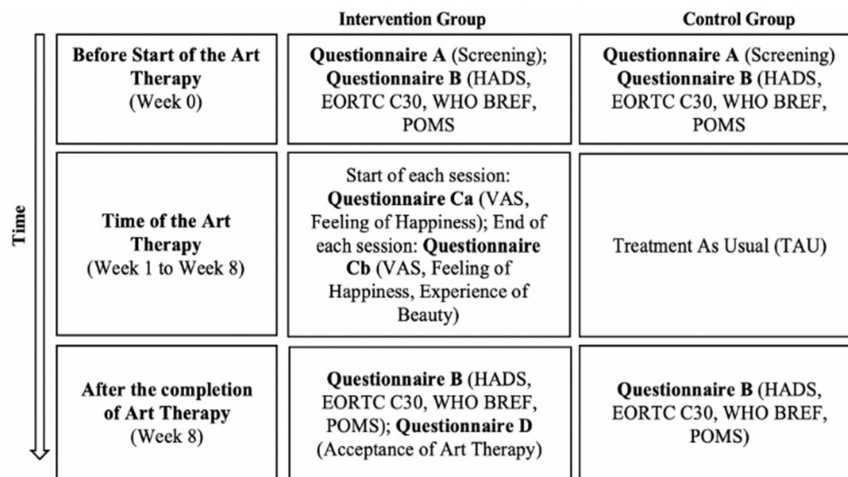 Intervention Group
Control Group
Time
Before Start of the Art
Therapy
(Week 0)
Questionnaire A (Screening);
Questionnaire B (HADS,
EORTC C30, WHO BREF,
POMS
Questionnaire A (Screening)
Questionnaire B (HADS,
EORTC C30, WHO BREF,
POMS
Time of the Art
Therapy
(Week 1 to Week 8)
Start of each session:
Questionnaire Ca (VAS,
Feeling of Happiness); End of
each session: Questionnaire
Cb (VAS, Feeling of
Happiness, Experience of
Beauty)
Treatment As Usual (TAU)
After the completion
of Art Therapy
(Week 8)
Questionnaire B (HADS,
EORTC C30, WHO BREF,
POMS); Questionnaire D
(Acceptance of Art Therapy)
Questionnaire B (HADS,
EORTC C30, WHO BREF,
POMS)